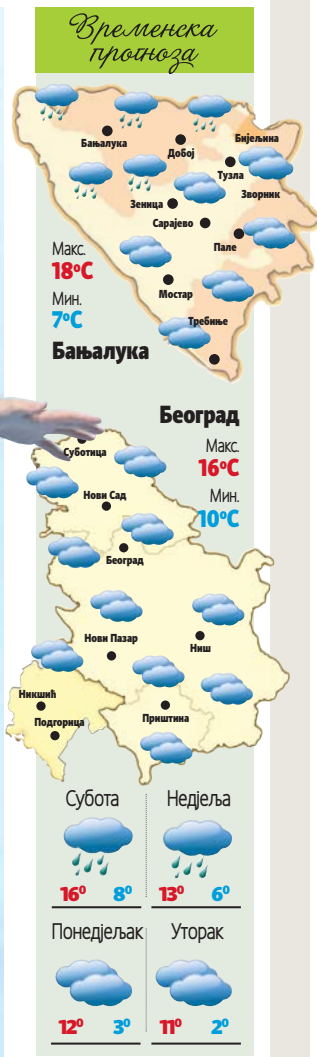 Временска
прогноза
Бањалука
Добој
Бијељина
Тузла
Зворник
Зеница
Сарајево
Пале
Мостар
Требиње
Макс.
18°C
Мин.
7°C
Бањалука
Београд
Макс.
16°C
Мин.
10°C
Суботица
Нови Сад
Београд
Нови Пазар
Ниш
Никшић
Подгорица
Приштина
Субота
16° 8°
Недјеља
13° 6°
Понедјељак
12° 3°
Уторак
11° 2°